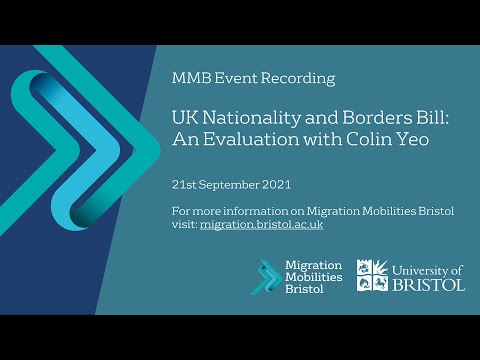 MMB Event Recording
UK Nationality and Borders Bill:
An Evaluation with Colin Yeo
21st September 2021
For more information on Migration Mobilities Bristol
visit: migration.bristol.ac.uk
Migration
Mobilities
Bristol
University of
BRISTOL